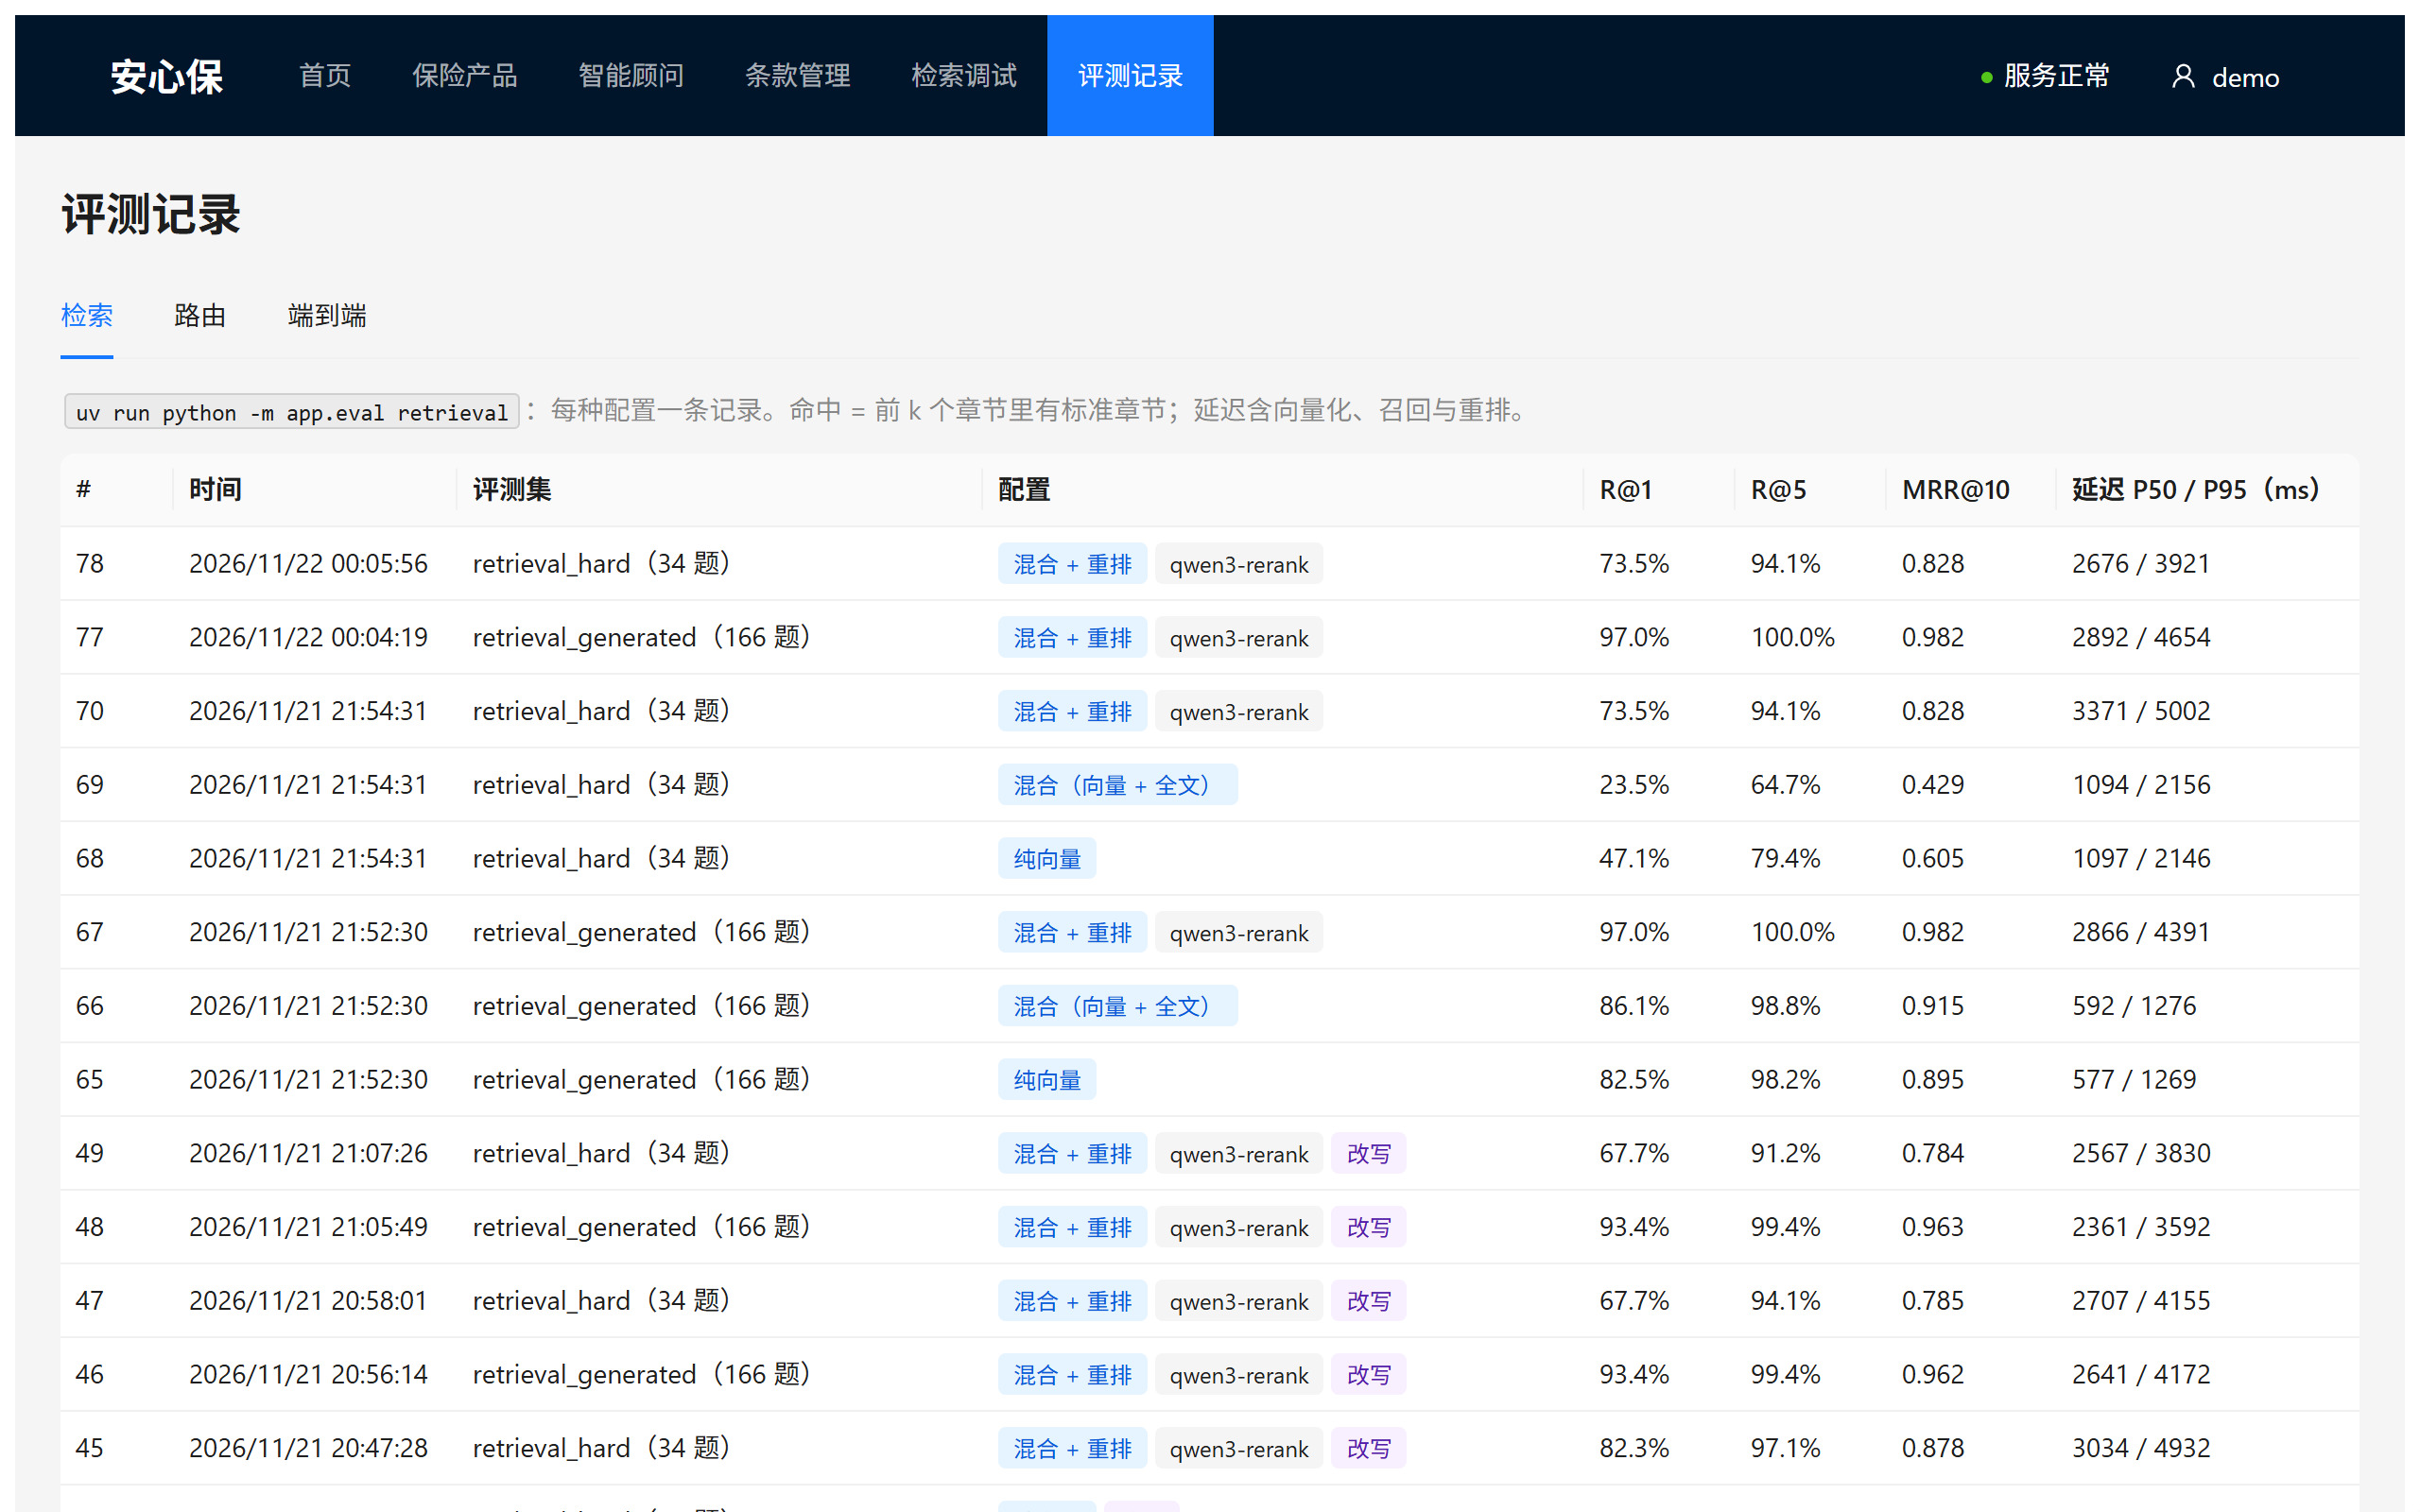 安心保 首页 保险产品 智能顾问 条款管理 检索调试 评测记录 服务正常 demo
评测记录
检索 路由 端到端
uv run python -m app.eval retrieval：每种配置一条记录。命中 = 前 k 个章节里有标准章节；延迟含向量化、召回与重排。
# 时间 评测集 配置 R@1 R@5 MRR@10 延迟 P50 / P95（ms）
78 2026/11/22 00:05:56 retrieval_hard（34 题） 混合 + 重排 qwen3-rerank 73.5% 94.1% 0.828 2676 / 3921
77 2026/11/22 00:04:19 retrieval_generated（166 题） 混合 + 重排 qwen3-rerank 97.0% 100.0% 0.982 2892 / 4654
70 2026/11/21 21:54:31 retrieval_hard（34 题） 混合 + 重排 qwen3-rerank 73.5% 94.1% 0.828 3371 / 5002
69 2026/11/21 21:54:31 retrieval_hard（34 题） 混合（向量 + 全文） 23.5% 64.7% 0.429 1094 / 2156
68 2026/11/21 21:54:31 retrieval_hard（34 题） 纯向量 47.1% 79.4% 0.605 1097 / 2146
67 2026/11/21 21:52:30 retrieval_generated（166 题） 混合 + 重排 qwen3-rerank 97.0% 100.0% 0.982 2866 / 4391
66 2026/11/21 21:52:30 retrieval_generated（166 题） 混合（向量 + 全文） 86.1% 98.8% 0.915 592 / 1276
65 2026/11/21 21:52:30 retrieval_generated（166 题） 纯向量 82.5% 98.2% 0.895 577 / 1269
49 2026/11/21 21:07:26 retrieval_hard（34 题） 混合 + 重排 qwen3-rerank 改写 67.7% 91.2% 0.784 2567 / 3830
48 2026/11/21 21:05:49 retrieval_generated（166 题） 混合 + 重排 qwen3-rerank 改写 93.4% 99.4% 0.963 2361 / 3592
47 2026/11/21 20:58:01 retrieval_hard（34 题） 混合 + 重排 qwen3-rerank 改写 67.7% 94.1% 0.785 2707 / 4155
46 2026/11/21 20:56:14 retrieval_generated（166 题） 混合 + 重排 qwen3-rerank 改写 93.4% 99.4% 0.962 2641 / 4172
45 2026/11/21 20:47:28 retrieval_hard（34 题） 混合 + 重排 qwen3-rerank 改写 82.3% 97.1% 0.878 3034 / 4932